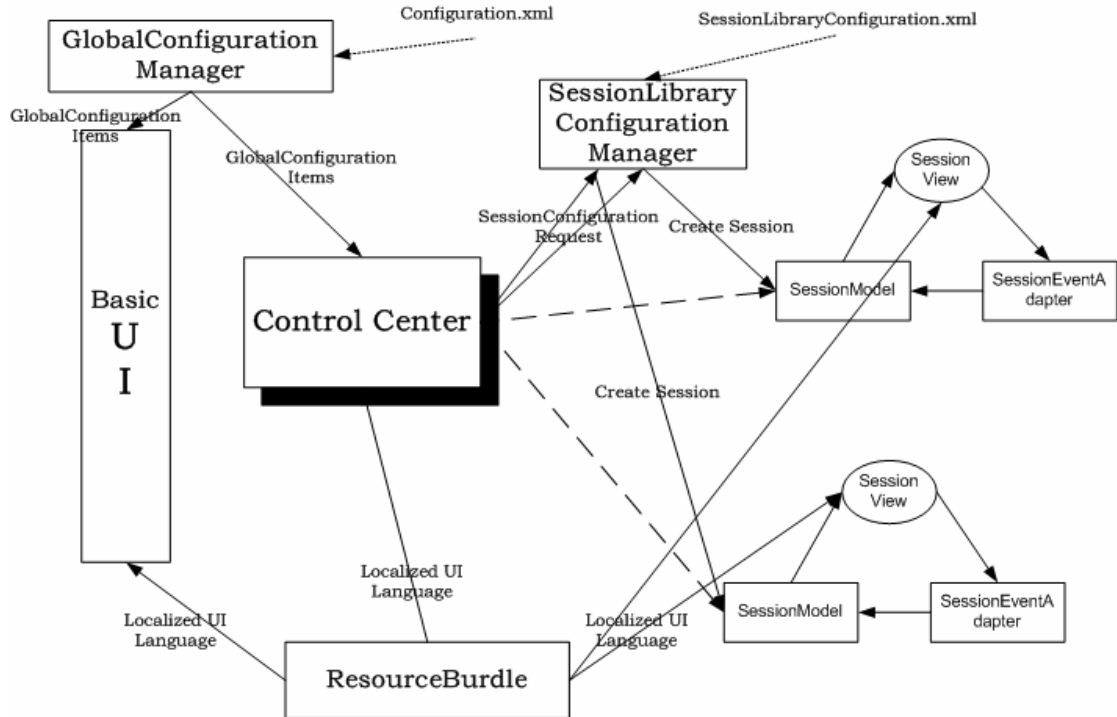 Configuration.xml
SessionLibraryConfiguration.xml
GlobalConfiguration
Manager
SessionLibrary
Configuration
Manager
GlobalConfiguration
Items
GlobalConfiguration
Items
Session
View
SessionConfiguration
Request
Create Session
SessionModel
SessionEventA
dapter
Basic
U
I
Control Center
Create Session
Session
View
Localized UI
Language
SessionModel
SessionEventA
dapter
Localized UI
Language
Localized UI
Language
ResourceBurdle